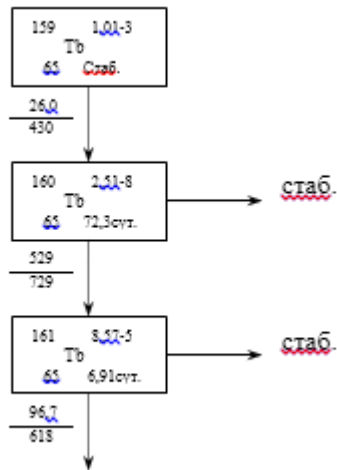 159 1,01-3
Tb
65 Стаб.
26,0
430
160 2,51-8
Tb
65 72,3сут.
стаб.
529
729
161 8,57-5
Tb
65 6,91сут.
стаб.
96,7
618